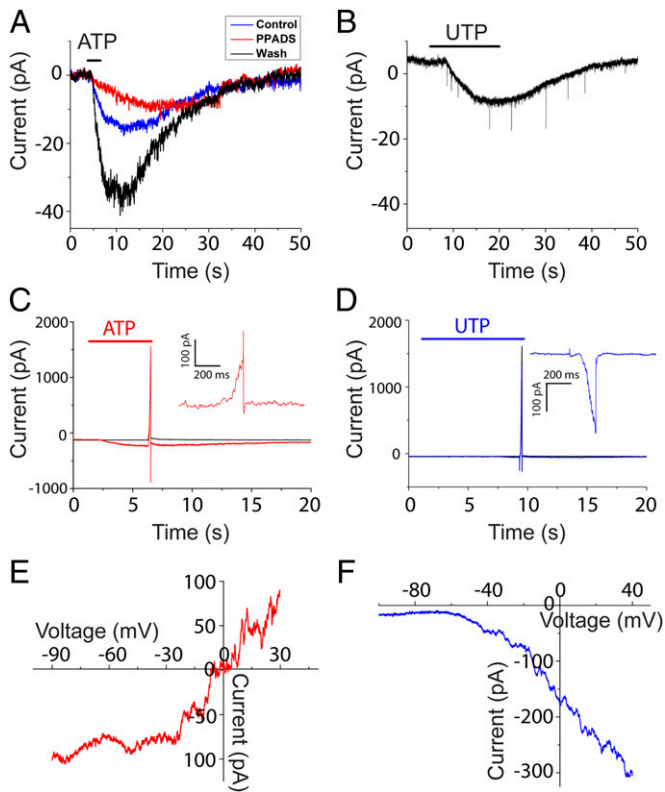 A
ATP
Control
PPADS
Wash
0
-20
-40
Current (pA)
0 10 20 30 40 50
Time (s)
B
UTP
0
-20
-40
Current (pA)
0 10 20 30 40 50
Time (s)
C
ATP
2000
1000
0
-1000
Current (pA)
100 pA
200 ms
0 5 10 15 20
Time (s)
D
UTP
2000
1000
0
Current (pA)
200 ms
100 pA
0 5 10 15 20
Time (s)
E
100
50
Voltage (mV)
-90 -60 -30 0 30
-50
100
Current (pA)
F
-80 -40 0 40
0
Voltage (mV)
-100
-200
-300
Current (pA)